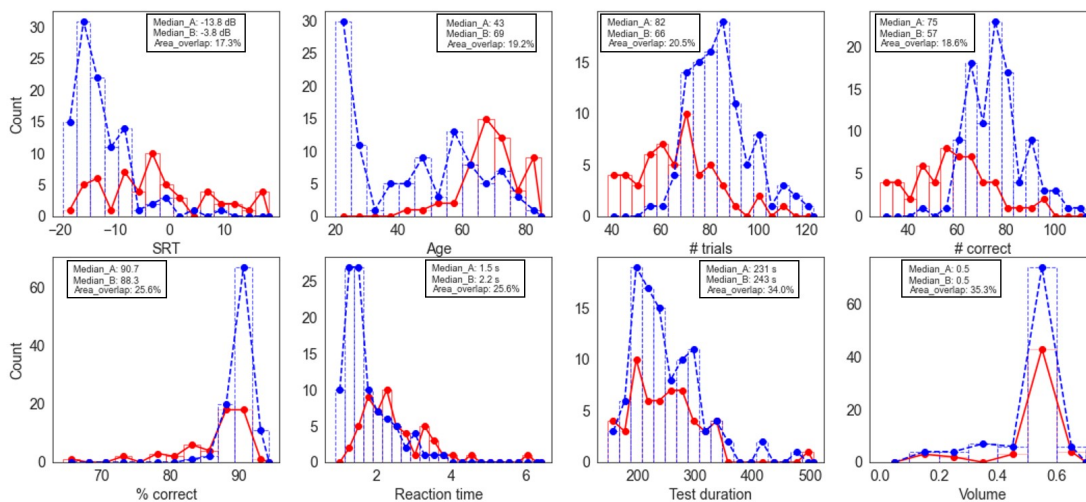 Median_A: -13.8 dB
Median_B: -3.8 dB
Area_overlap: 17.3%
30
25
20
15
10
5
0
Count
−20
−10
0
10
SRT
Median_A: 43
Median_B: 69
Area_overlap: 19.2%
30
25
20
15
10
5
0
20
40
60
80
Age
Median_A: 82
Median_B: 66
Area_overlap: 20.5%
15
10
5
0
40
60
80
100
120
# trials
Median_A: 75
Median_B: 57
Area_overlap: 18.6%
20
15
10
5
0
40
60
80
100
# correct
Median_A: 90.7
Median_B: 88.3
Area_overlap: 25.6%
60
40
20
0
Count
70
80
90
% correct
Median_A: 1.5 s
Median_B: 2.2 s
Area_overlap: 25.6%
25
20
15
10
5
0
2
4
6
Reaction time
Median_A: 231 s
Median_B: 243 s
Area_overlap: 34.0%
15
10
5
0
200
300
400
500
Test duration
Median_A: 0.5
Median_B: 0.5
Area_overlap: 35.3%
60
40
20
0
0.0
0.2
0.4
0.6
Volume